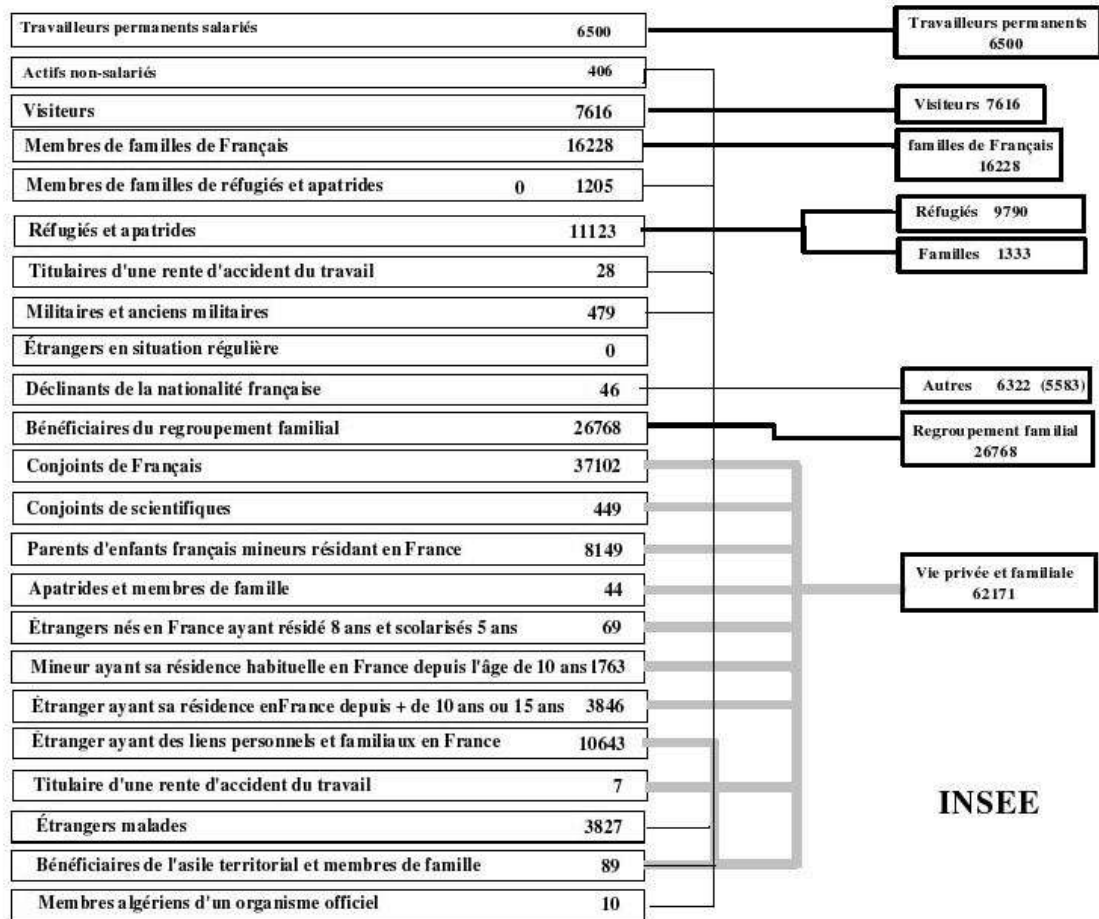 Travailleurs permanents salariés 6500
Actifs non-salariés 406
Visiteurs 7616
Membres de familles de Français 16228
Membres de familles de réfugiés et apatrides 0 1205
Réfugiés et apatrides 11123
Titulaires d'une rente d'accident du travail 28
Militaires et anciens militaires 479
Étrangers en situation régulière 0
Déclinants de la nationalité française 46
Bénéficiaires du regroupement familial 26768
Conjoints de Français 37102
Conjoints de scientifiques 449
Parents d'enfants français mineurs résidant en France 8149
Apatrides et membres de famille 44
Étrangers nés en France ayant résidé 8 ans et scolarisés 5 ans 69
Mineur ayant sa résidence habituelle en France depuis l'âge de 10 ans 1763
Étranger ayant sa résidence enFrance depuis + de 10 ans ou 15 ans 3846
Étranger ayant des liens personnels et familiaux en France 10643
Titulaire d'une rente d'accident du travail 7
Étrangers malades 3827
Bénéficiaires de l'asile territorial et membres de famille 89
Membres algériens d'un organisme officiel 10
Travailleurs permanents
6500
Visiteurs 7616
familles de Français
16228
Réfugiés 9790
Familles 1333
Autres 6322 (5583)
Regroupement familial
26768
Vie privée et familiale
62171
INSEE